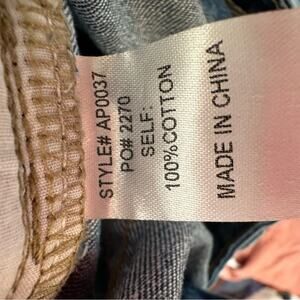 STYLE# AP0037
PO# 2270
SELF:
100%COTTON
MADE IN CHINA